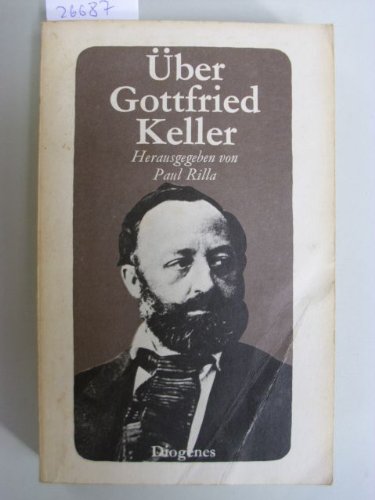 26687
Über
Gottfried
Keller
Herausgegeben von
Paul Rilla
Diogenes